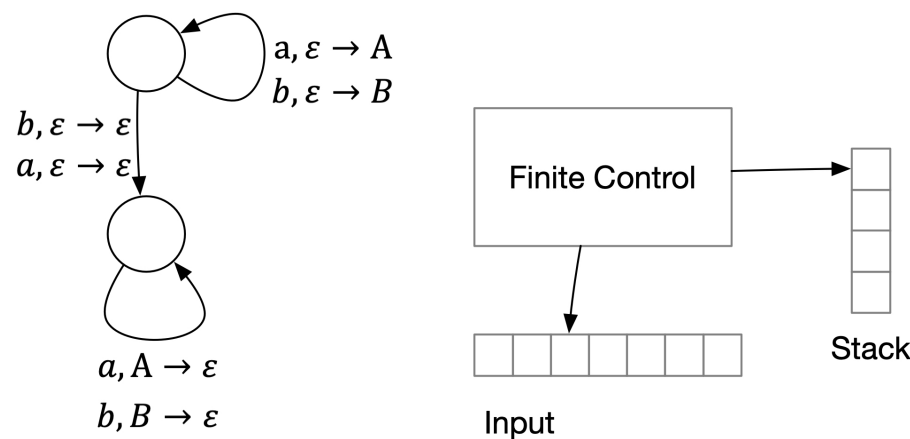 a, ε → A
b, ε → B
b, ε → ε
a, ε → ε
a, A → ε
b, B → ε
Finite Control
Stack
Input